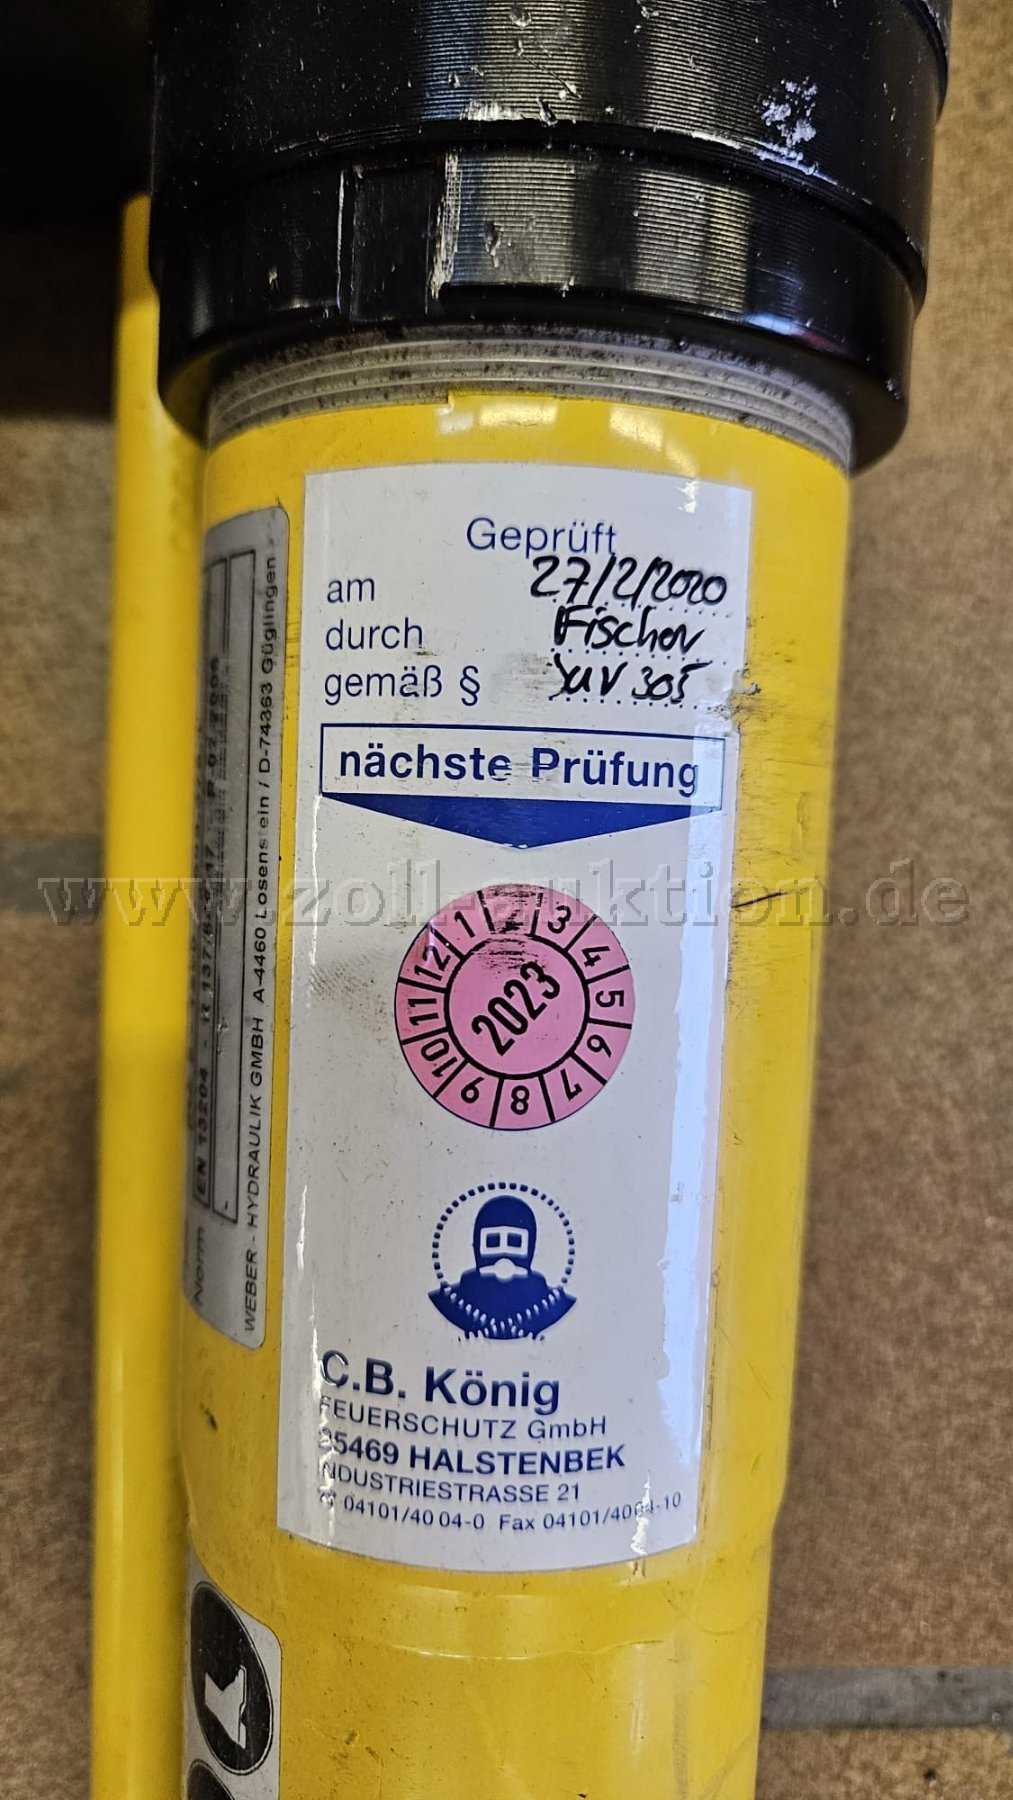 Geprüft
am 27/2/2020
durch Fischer
gemäß § UVV 305
nächste Prüfung
www.zoll-auktion.de
1 3 4 5 6 7 8 9 10 11 12
2023
C.B. König
FEUERSCHUTZ GmbH
25469 HALSTENBEK
INDUSTRIESTRASSE 21
04101/40 04-0 Fax 04101/4004-10
Norm EN 13204
WEBER - HYDRAULIK GMBH A-4460 Losenstein / D-74363 Güglingen